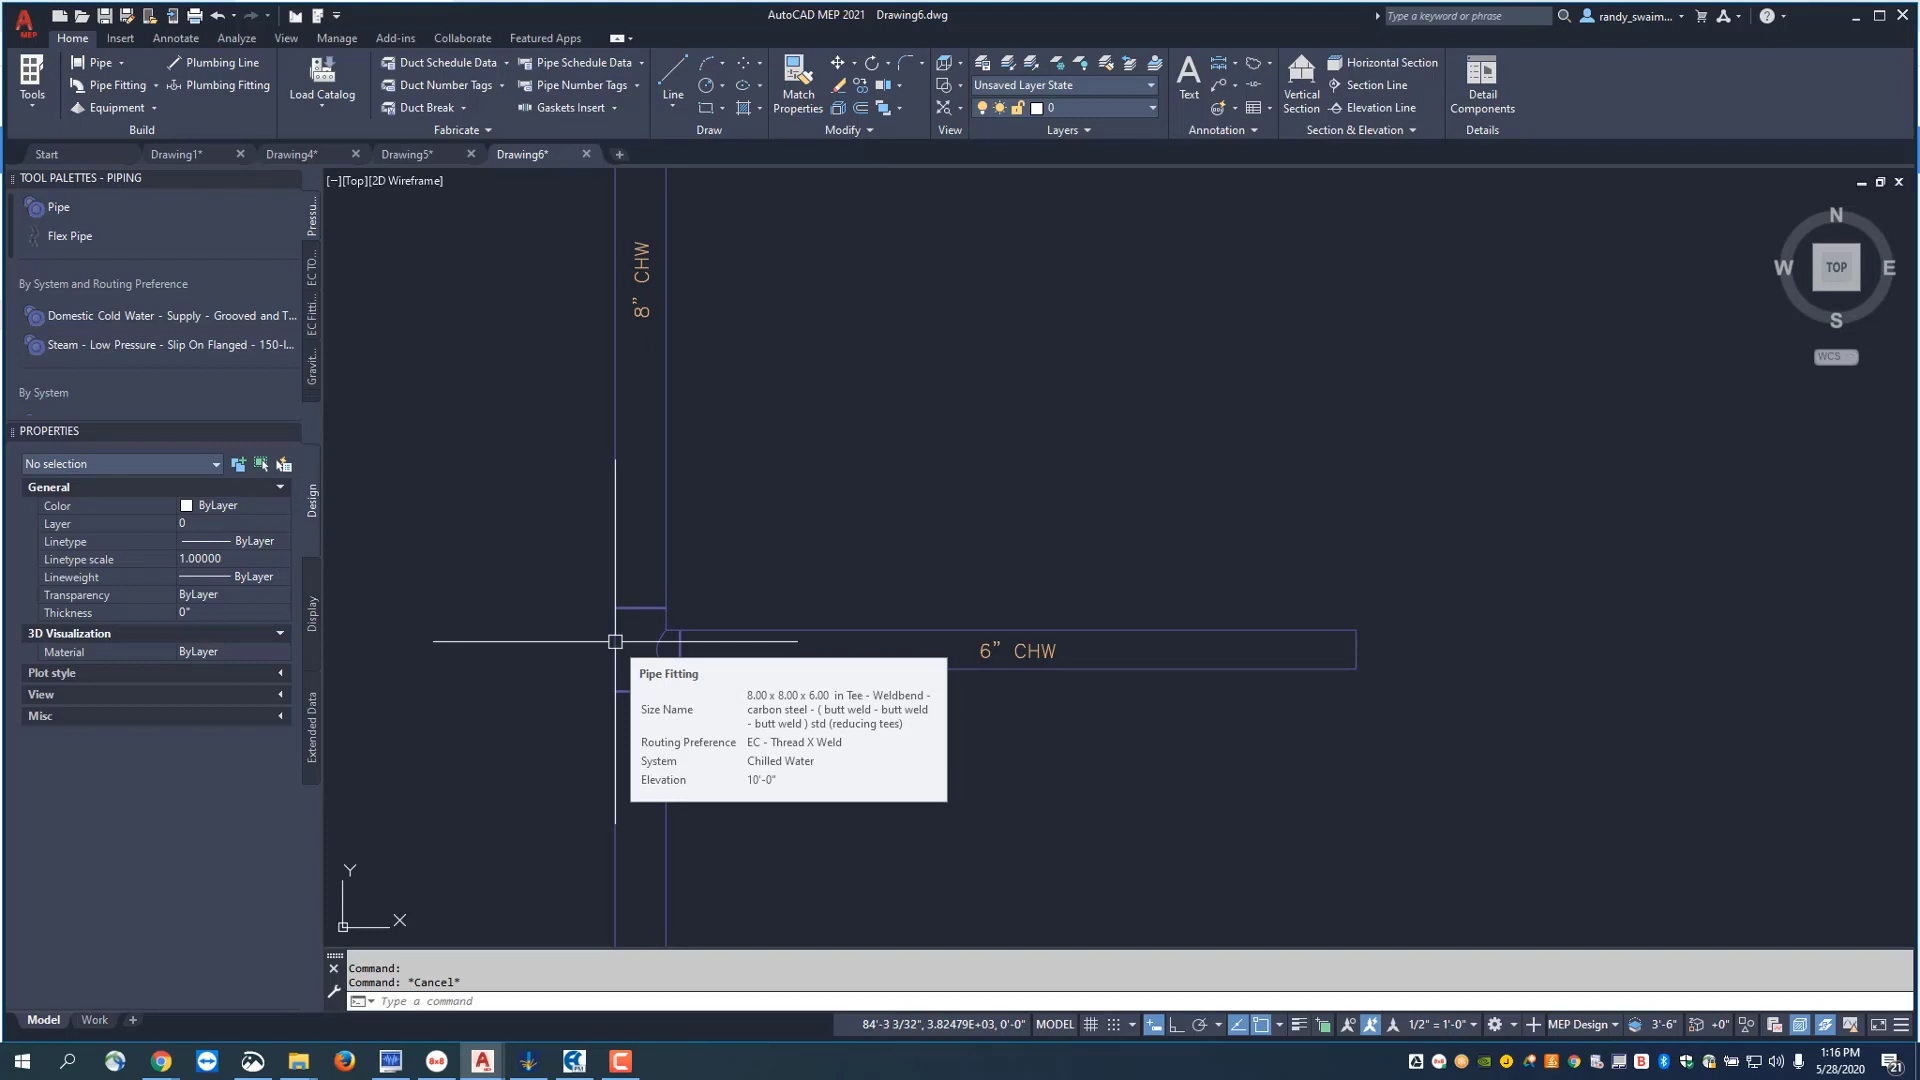 AutoCAD MEP 2021 Drawing6.dwg
Type a keyword or phrase
randy_swaim...
MEP
Home Insert Annotate Analyze View Manage Add-ins Collaborate Featured Apps
Tools
Pipe
Pipe Fitting
Equipment
Plumbing Line
Plumbing Fitting
Build
Load Catalog
Duct Schedule Data
Duct Number Tags
Duct Break
Pipe Schedule Data
Pipe Number Tags
Gaskets Insert
Fabricate
Line
Draw
Match
Properties
Modify
View
Unsaved Layer State
0
Layers
Text
Annotation
Vertical
Section
Horizontal Section
Section Line
Elevation Line
Section & Elevation
Detail
Components
Details
Start Drawing1* Drawing4* Drawing5* Drawing6*
TOOL PALETTES - PIPING
Pipe
Flex Pipe
By System and Routing Preference
Domestic Cold Water - Supply - Grooved and T...
Steam - Low Pressure - Slip On Flanged - 150-l...
By System
Pressu...
EC TO...
EC Fitti...
Gravit...
PROPERTIES
No selection
General
Color ByLayer
Layer 0
Linetype ByLayer
Linetype scale 1.00000
Lineweight ByLayer
Transparency ByLayer
Thickness 0"
3D Visualization
Material ByLayer
Plot style
View
Misc
Design
Display
Extended Data
[−][Top][2D Wireframe]
8” CHW
6” CHW
N
W TOP E
S
WCS
Pipe Fitting
Size Name 8.00 x 8.00 x 6.00 in Tee - Weldbend -
carbon steel - ( butt weld - butt weld
- butt weld ) std (reducing tees)
Routing Preference EC - Thread X Weld
System Chilled Water
Elevation 10'-0"
Y
X
Command:
Command: *Cancel*
Type a command
Model Work
84'-3 3/32", 3.82479E+03, 0'-0" MODEL 1/2" = 1'-0" MEP Design 3'-6" +0"
8x8
1:16 PM
5/28/2020
21